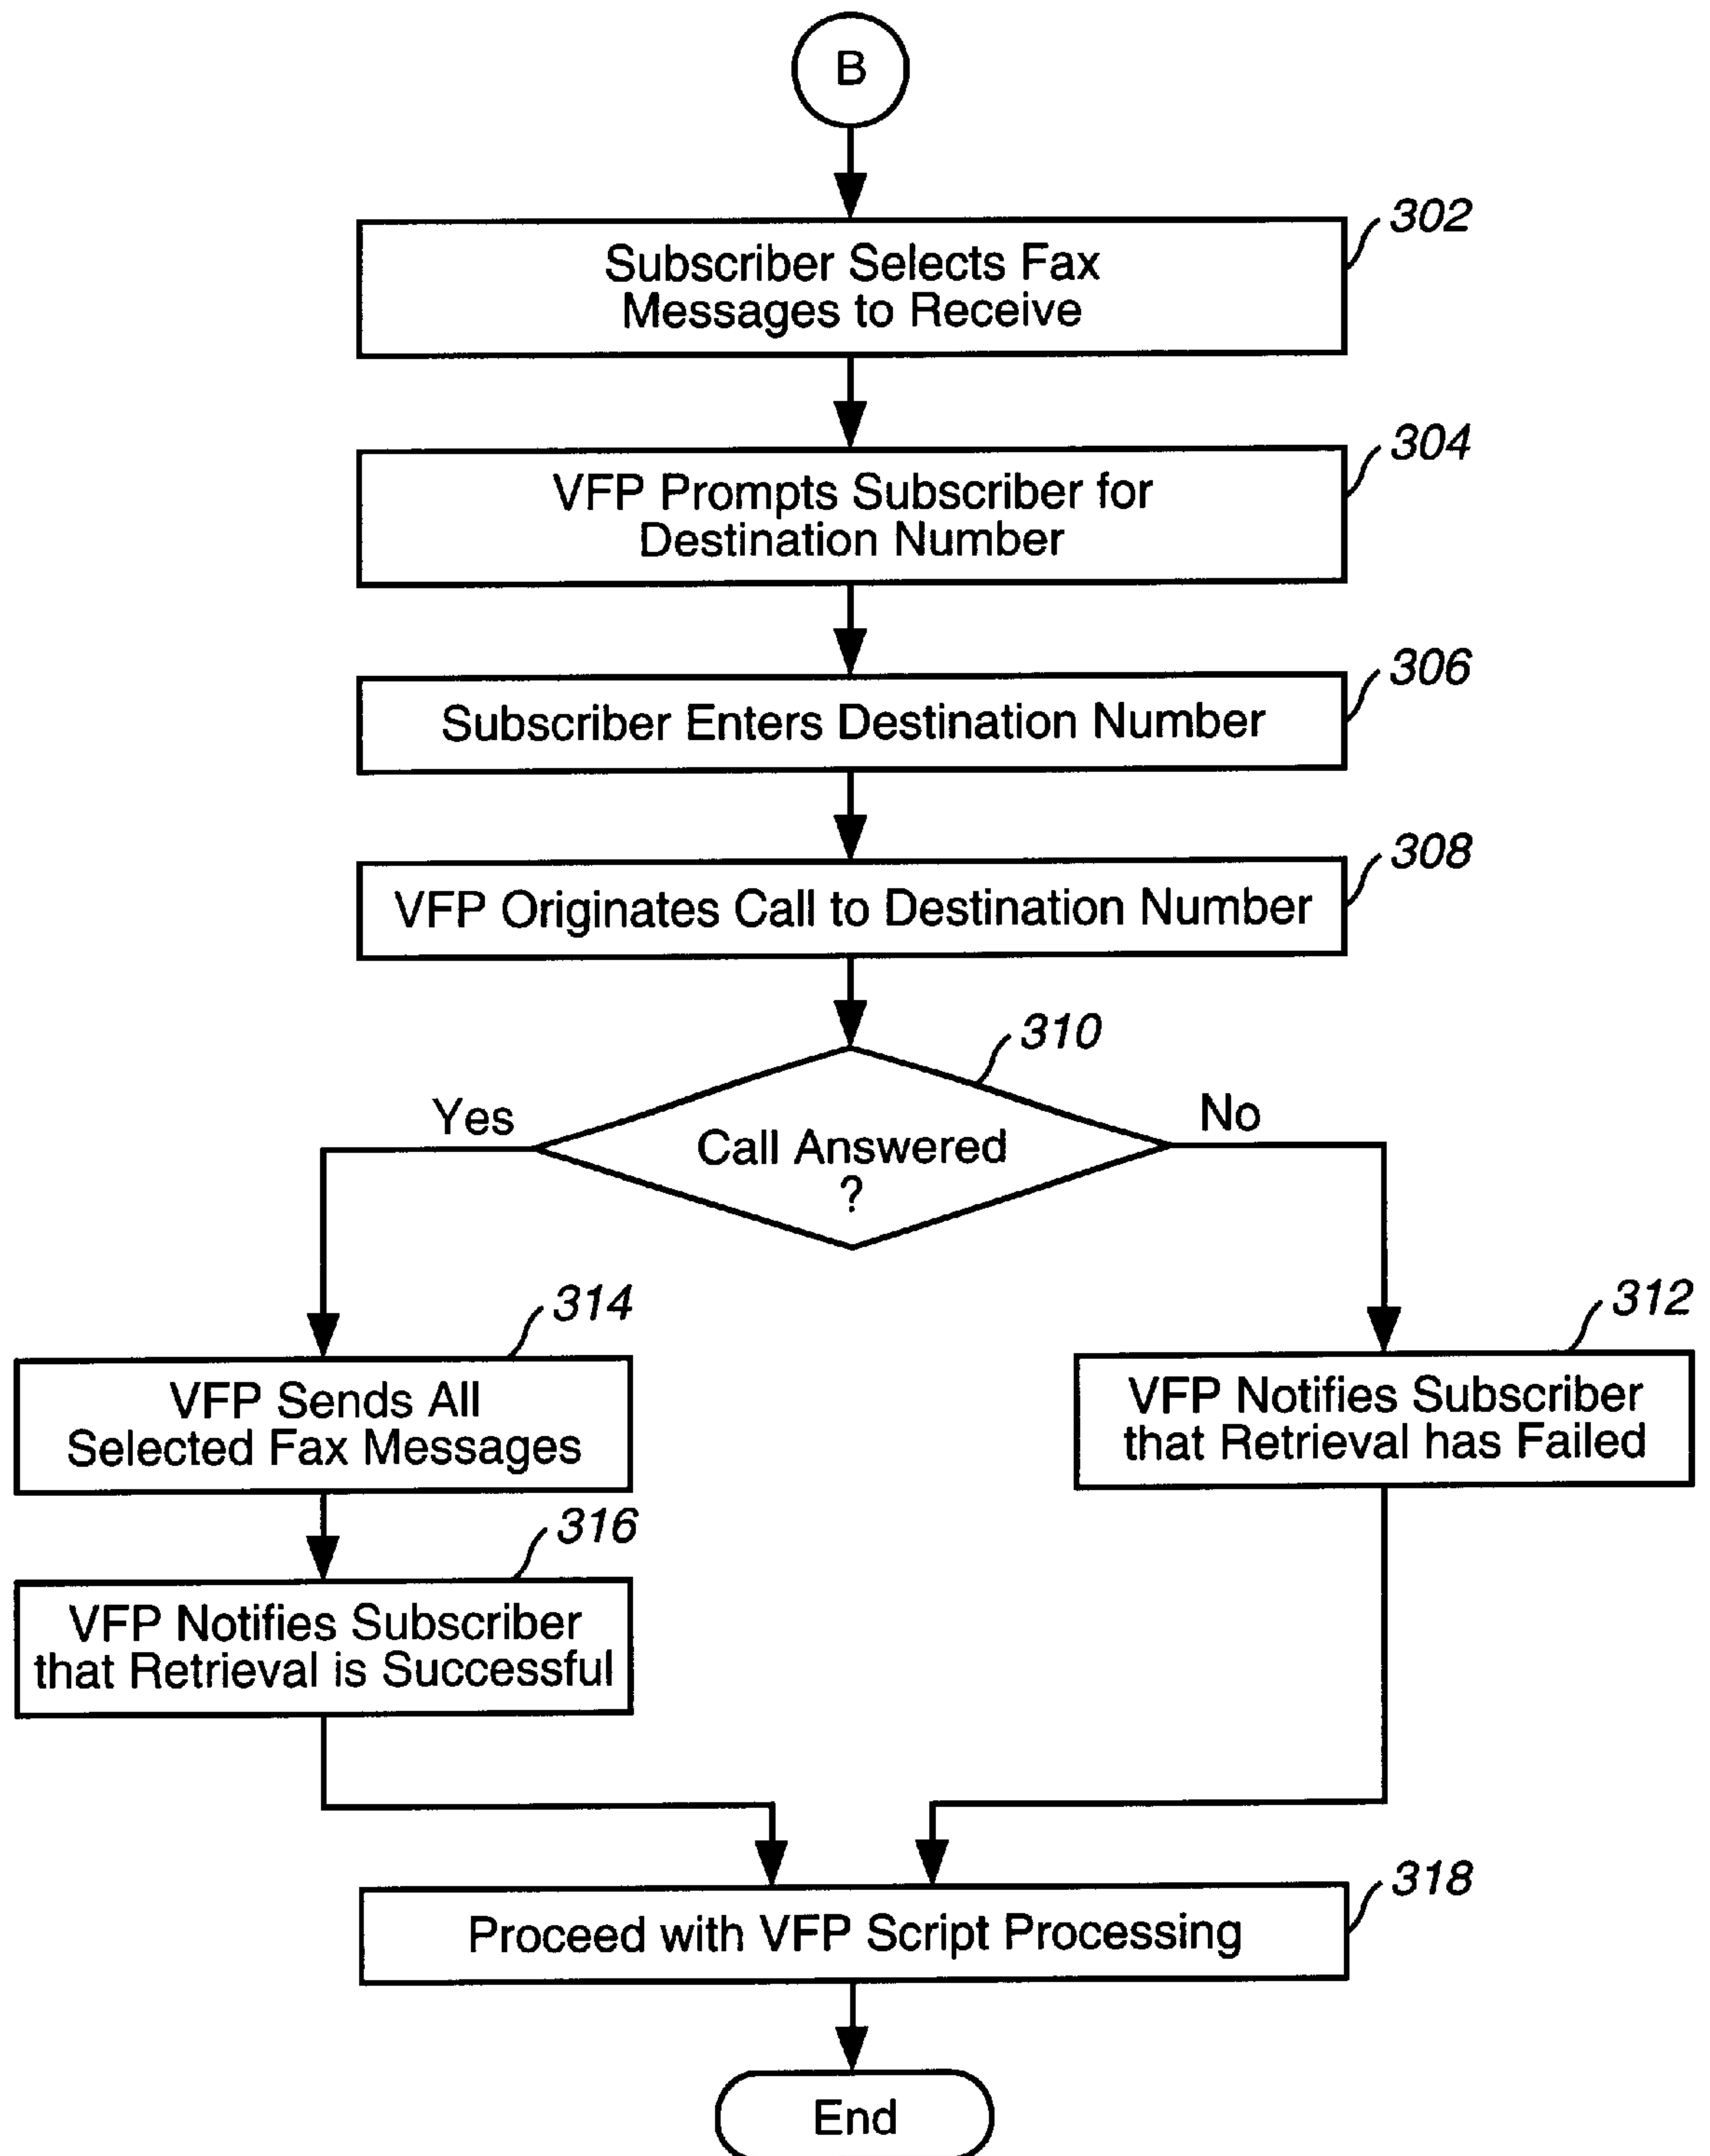 B
302
Subscriber Selects Fax
Messages to Receive
304
VFP Prompts Subscriber for
Destination Number
306
Subscriber Enters Destination Number
308
VFP Originates Call to Destination Number
310
Yes
No
Call Answered
?
314
312
VFP Sends All
Selected Fax Messages
VFP Notifies Subscriber
that Retrieval has Failed
316
VFP Notifies Subscriber
that Retrieval is Successful
318
Proceed with VFP Script Processing
End